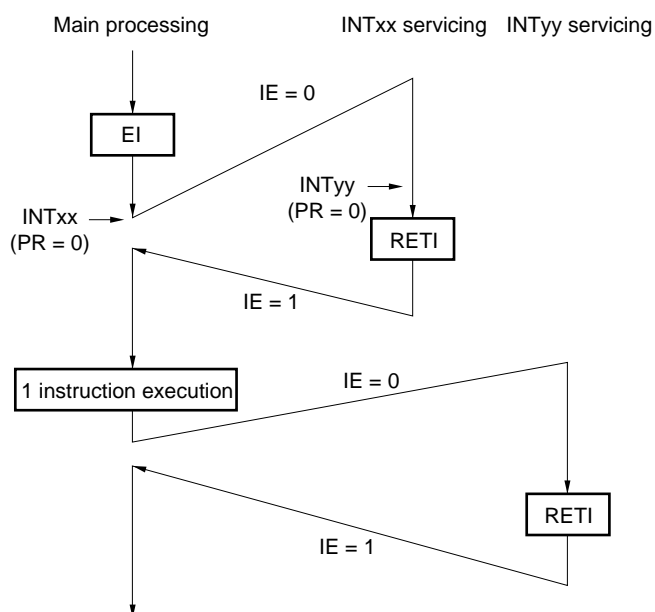 Main processing
INTxx servicing
INTyy servicing
IE = 0
EI
INTyy
(PR = 0)
INTxx
(PR = 0)
RETI
IE = 1
1 instruction execution
IE = 0
RETI
IE = 1